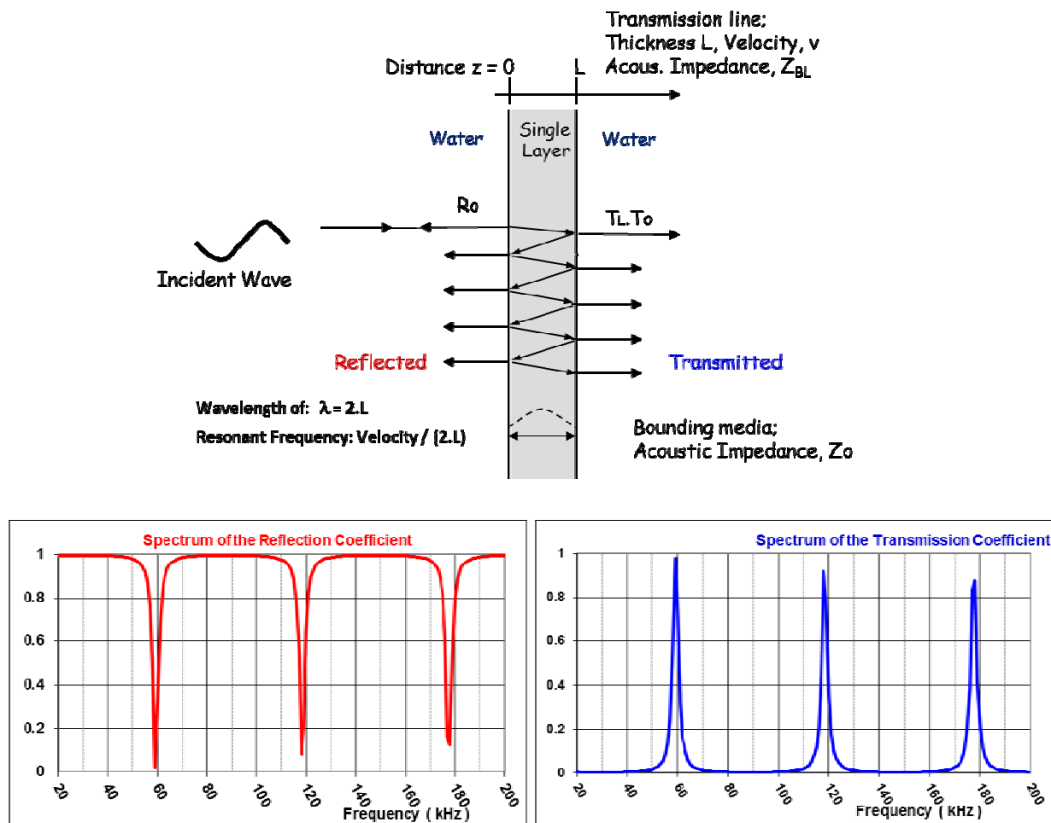 Transmission line;
Thickness L, Velocity, v
Acous. Impedance, Z_BL
Distance z = 0
L
Water
Single
Layer
Water
Ro
TL.To
Incident Wave
Reflected
Transmitted
Wavelength of: λ = 2.L
Resonant Frequency: Velocity / (2.L)
Bounding media;
Acoustic Impedance, Zo
Spectrum of the Reflection Coefficient
1
0.8
0.6
0.4
0.2
0
20
40
60
80
100
120
140
160
180
200
Frequency ( kHz)
Spectrum of the Transmission Coefficient
1
0.8
0.6
0.4
0.2
0
20
40
60
80
100
120
140
160
180
200
Frequency ( kHz)